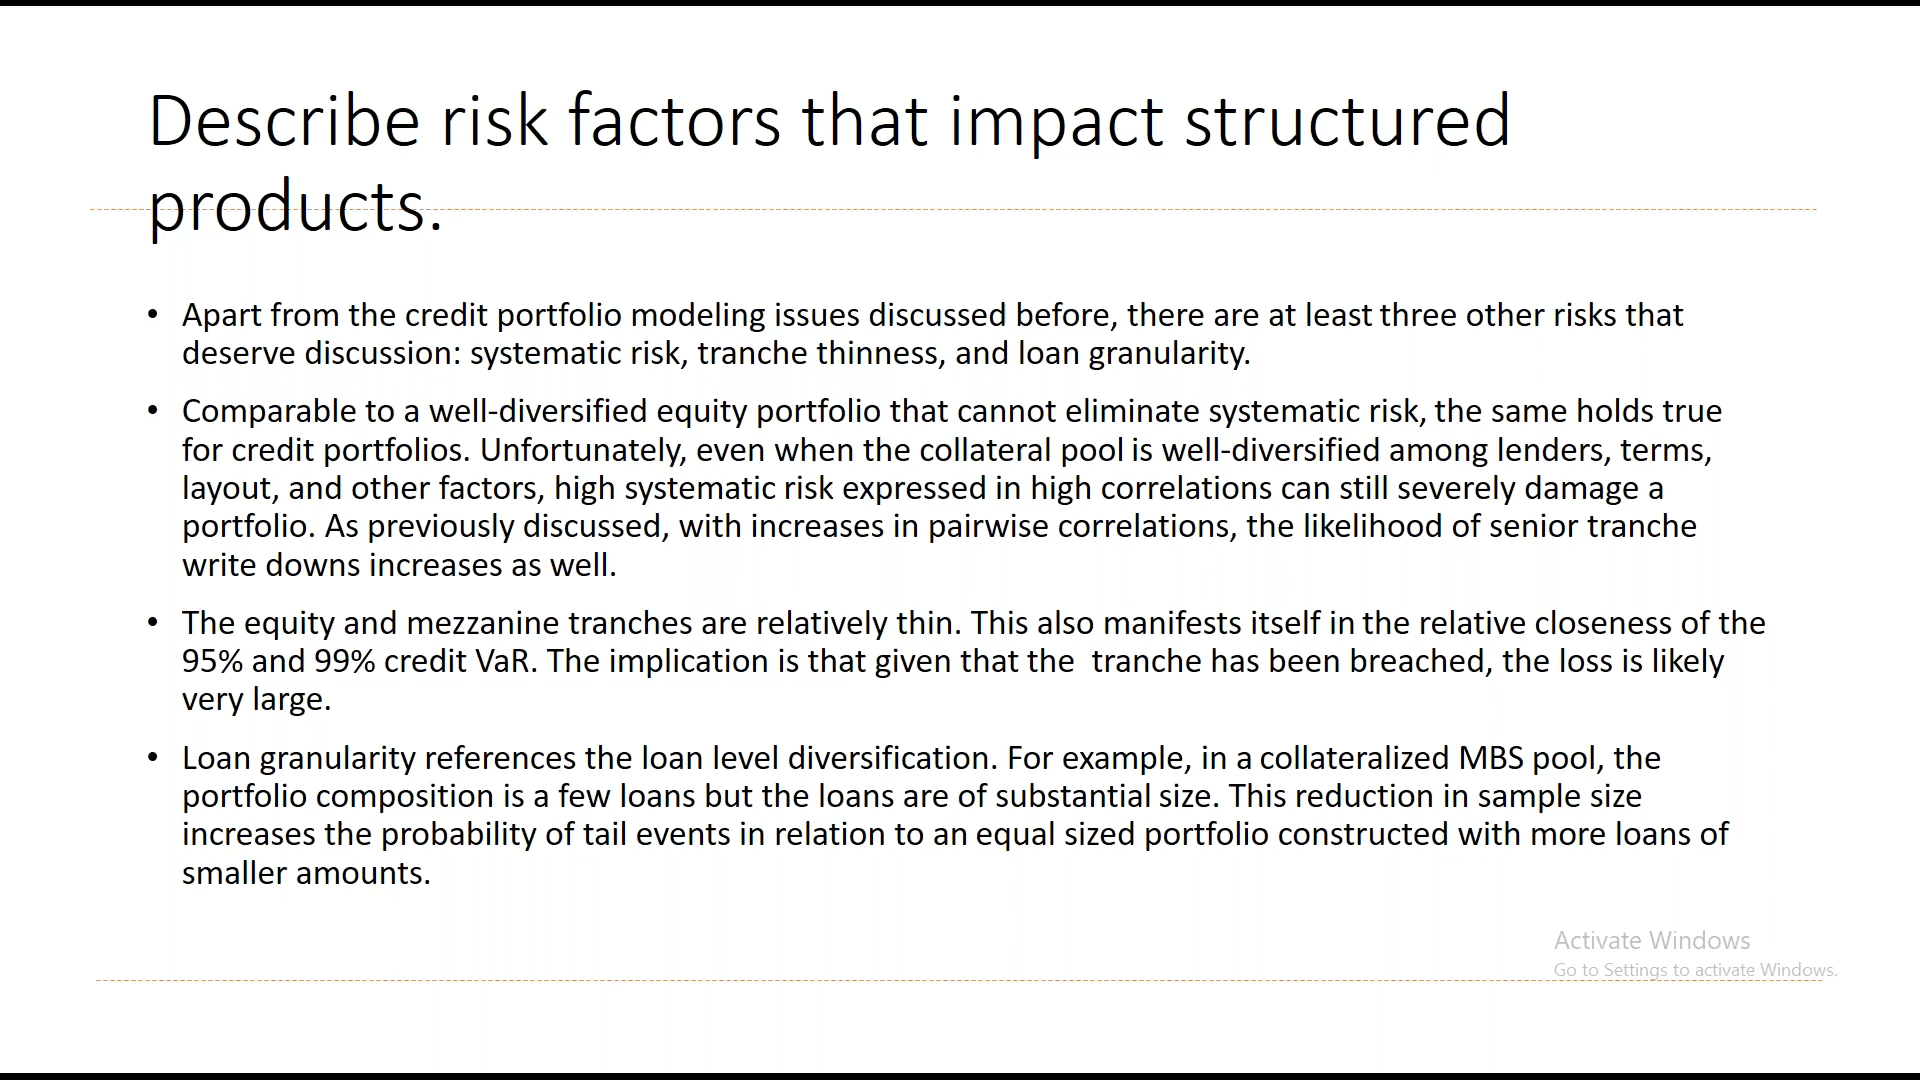 Describe risk factors that impact structured
products.
• Apart from the credit portfolio modeling issues discussed before, there are at least three other risks that
deserve discussion: systematic risk, tranche thinness, and loan granularity.
• Comparable to a well-diversified equity portfolio that cannot eliminate systematic risk, the same holds true
for credit portfolios. Unfortunately, even when the collateral pool is well-diversified among lenders, terms,
layout, and other factors, high systematic risk expressed in high correlations can still severely damage a
portfolio. As previously discussed, with increases in pairwise correlations, the likelihood of senior tranche
write downs increases as well.
• The equity and mezzanine tranches are relatively thin. This also manifests itself in the relative closeness of the
95% and 99% credit VaR. The implication is that given that the  tranche has been breached, the loss is likely
very large.
• Loan granularity references the loan level diversification. For example, in a collateralized MBS pool, the
portfolio composition is a few loans but the loans are of substantial size. This reduction in sample size
increases the probability of tail events in relation to an equal sized portfolio constructed with more loans of
smaller amounts.
Activate Windows
Go to Settings to activate Windows.